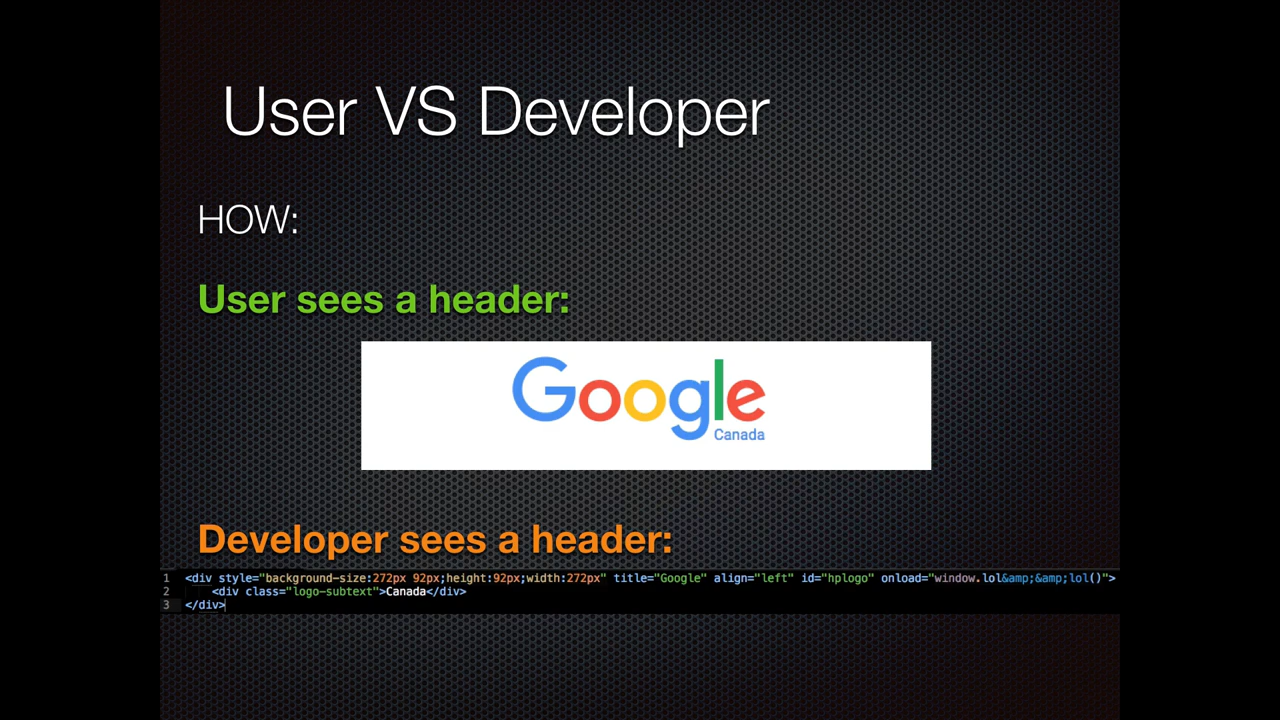 User VS Developer
HOW:
User sees a header:
Google
Canada
Developer sees a header:
1 <div style="background-size:272px 92px;height:92px;width:272px" title="Google" align="left" id="hplogo" onload="window.lol&amp;&amp;lol()">
2 <div class="logo-subtext">Canada</div>
3 </div>